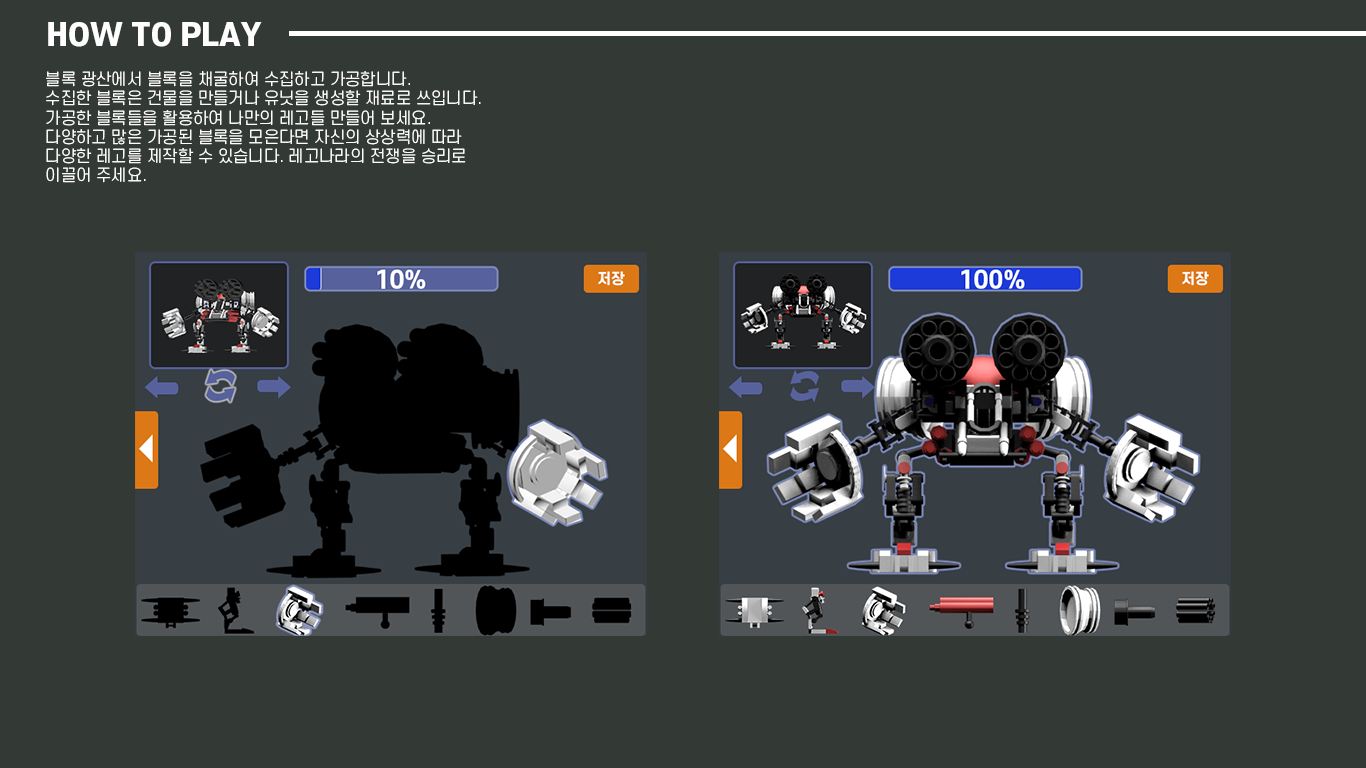 HOW TO PLAY
블록 광산에서 블록을 채굴하여 수집하고 가공합니다.
수집한 블록은 건물을 만들거나 유닛을 생성할 재료로 쓰입니다.
가공한 블록들을 활용하여 나만의 레고들 만들어 보세요.
다양하고 많은 가공된 블록을 모은다면 자신의 상상력에 따라
다양한 레고를 제작할 수 있습니다. 레고나라의 전쟁을 승리로
이끌어 주세요.
10%
저장
100%
저장